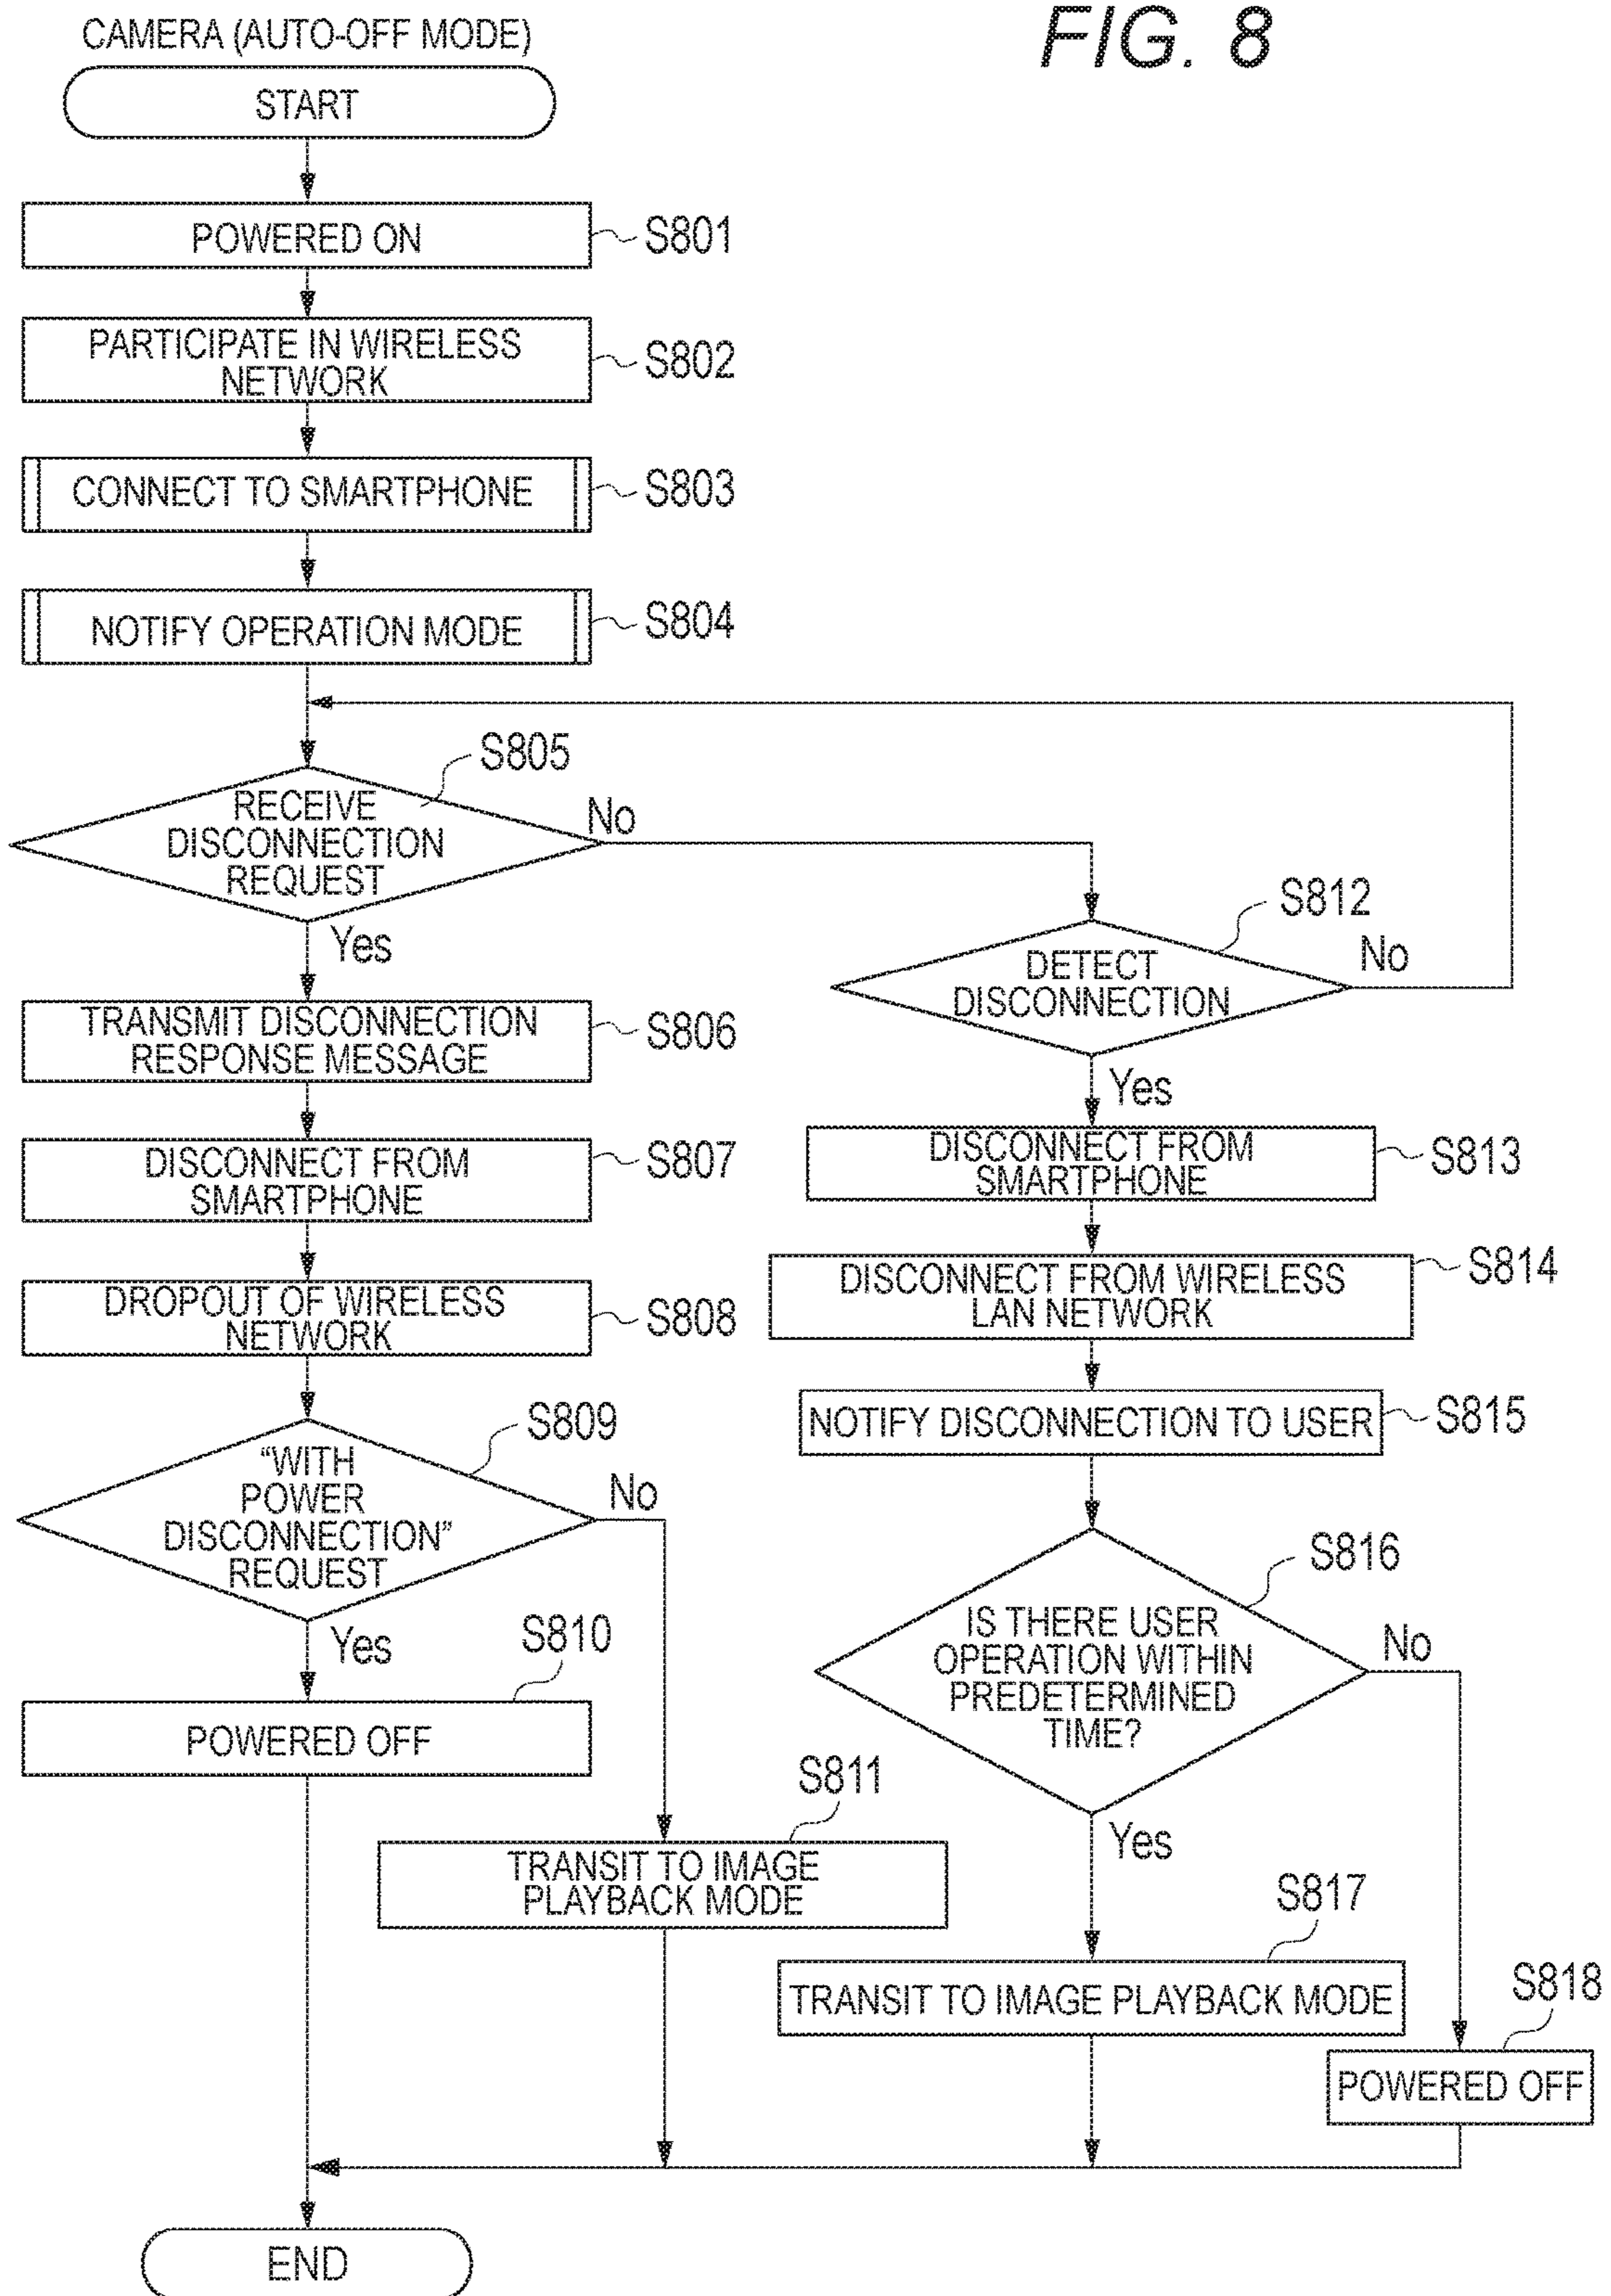 FIG. 8
CAMERA (AUTO-OFF MODE)
START
POWERED ON
S801
PARTICIPATE IN WIRELESS
NETWORK
S802
CONNECT TO SMARTPHONE
S803
NOTIFY OPERATION MODE
S804
S805
RECEIVE
DISCONNECTION
REQUEST
No
Yes
TRANSMIT DISCONNECTION
RESPONSE MESSAGE
S806
DISCONNECT FROM
SMARTPHONE
S807
DROPOUT OF WIRELESS
NETWORK
S808
S809
“WITH
POWER
DISCONNECTION”
REQUEST
No
Yes
S810
POWERED OFF
S811
TRANSIT TO IMAGE
PLAYBACK MODE
S812
DETECT
DISCONNECTION
No
Yes
DISCONNECT FROM
SMARTPHONE
S813
DISCONNECT FROM WIRELESS
LAN NETWORK
S814
NOTIFY DISCONNECTION TO USER
S815
S816
IS THERE USER
OPERATION WITHIN
PREDETERMINED
TIME?
No
Yes
S817
TRANSIT TO IMAGE PLAYBACK MODE
S818
POWERED OFF
END